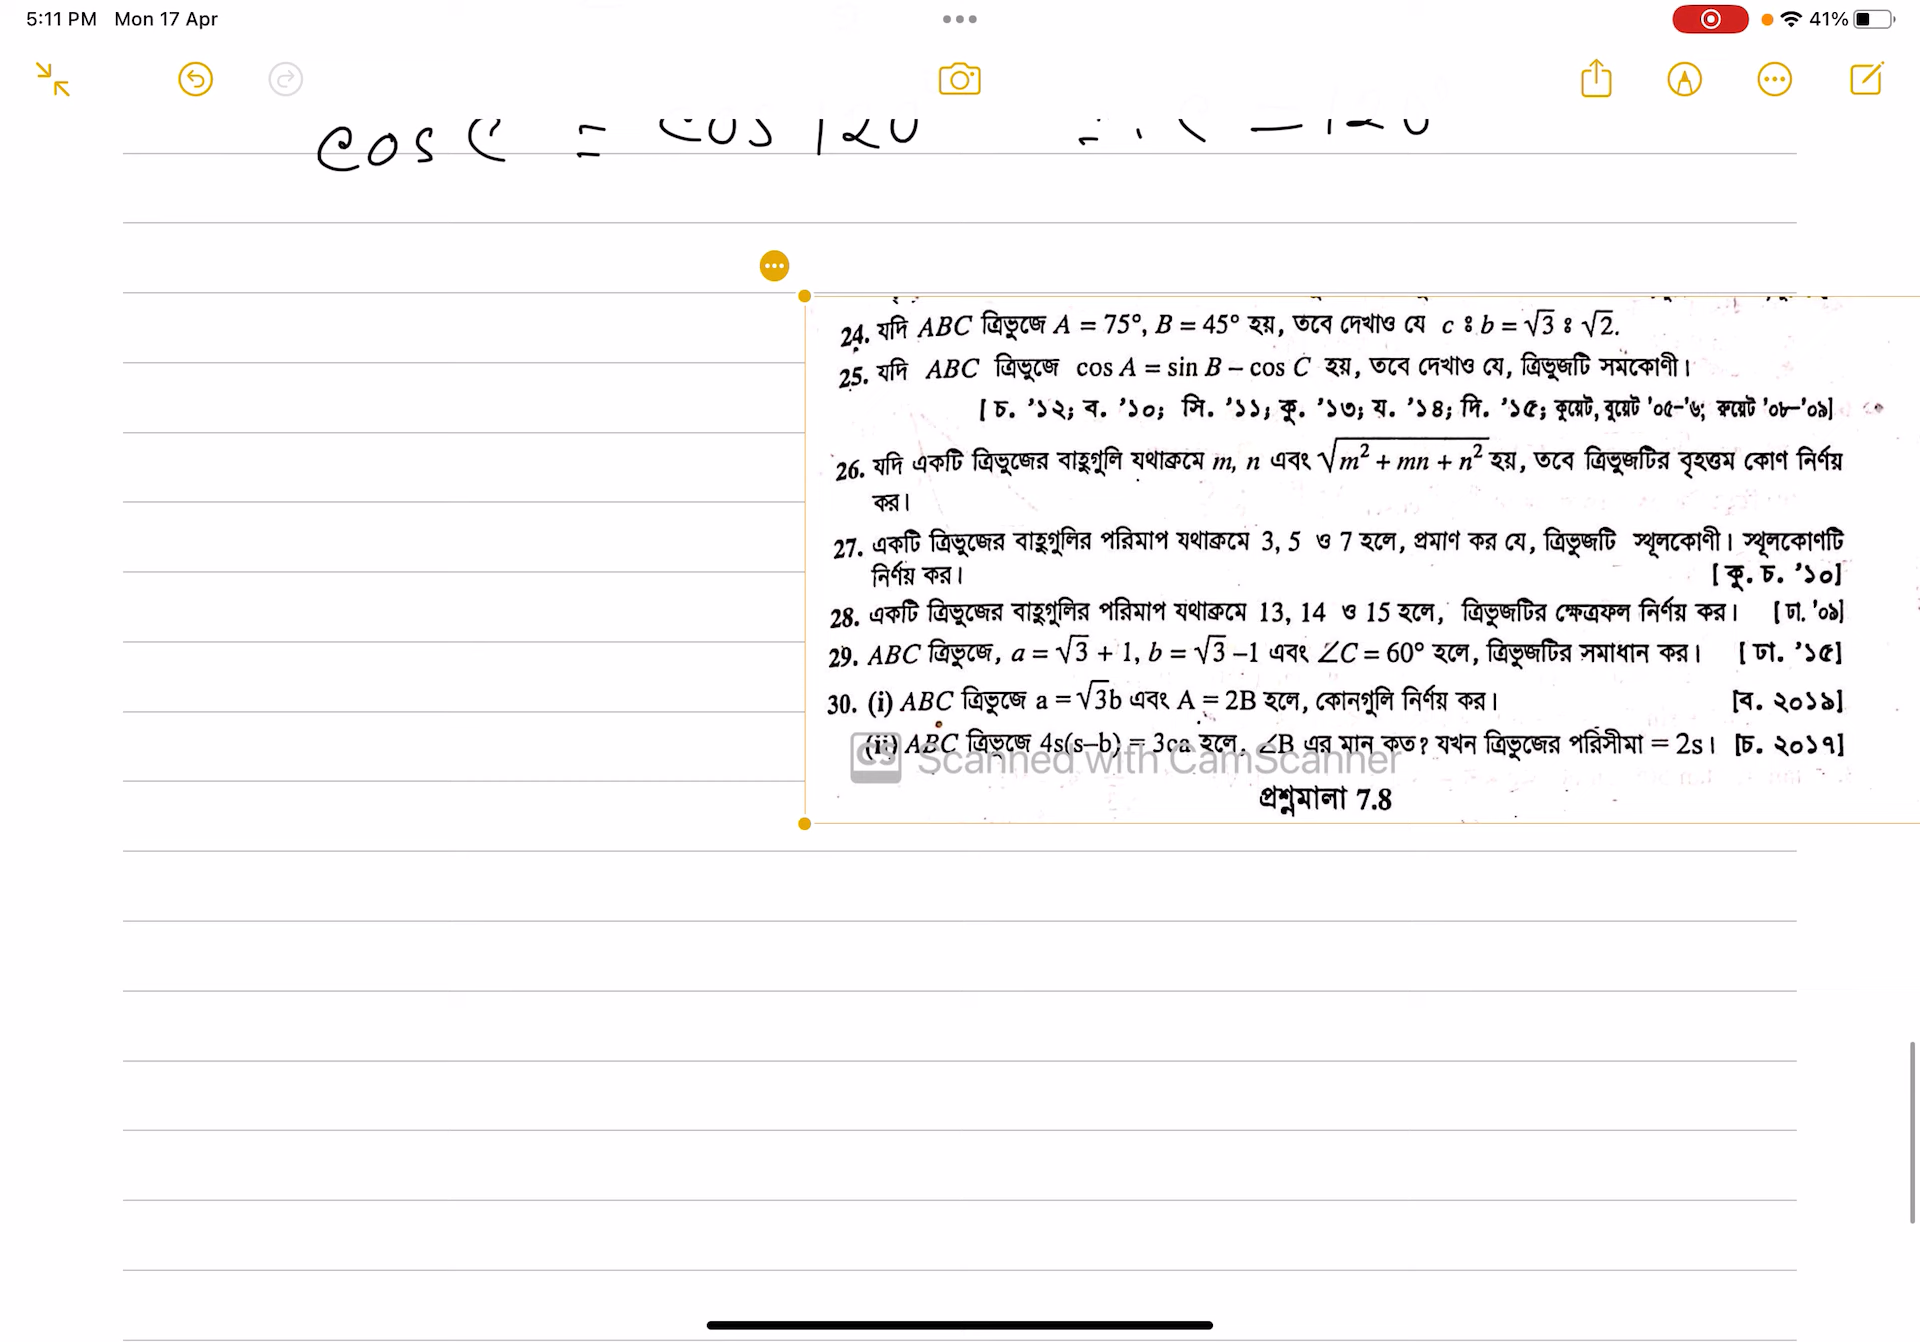 5:11 PM Mon 17 Apr
41%
cos C = cos 120
24. যদি ABC ত্রিভুজে A = 75°, B = 45° হয়, তবে দেখাও যে c ঃ b = √3 ঃ √2.
25. যদি ABC ত্রিভুজে cos A = sin B – cos C হয়, তবে দেখাও যে, ত্রিভুজটি সমকোণী।
[ চ. ’১২; ব. ’১০; সি. ’১১; কু. ’১৩; য. ’১৪; দি. ’১৫; কুয়েট, বুয়েট '০৫-’৬; রুয়েট '০৮-'০৯]
26. যদি একটি ত্রিভুজের বাহুগুলি যথাক্রমে m, n এবং √(m² + mn + n²) হয়, তবে ত্রিভুজটির বৃহত্তম কোণ নির্ণয়
কর।
27. একটি ত্রিভুজের বাহুগুলির পরিমাপ যথাক্রমে 3, 5 ও 7 হলে, প্রমাণ কর যে, ত্রিভুজটি স্থূলকোণী। স্থূলকোণটি
নির্ণয় কর। [ কু. চ. ’১০]
28. একটি ত্রিভুজের বাহুগুলির পরিমাপ যথাক্রমে 13, 14 ও 15 হলে, ত্রিভুজটির ক্ষেত্রফল নির্ণয় কর। [ ঢা. '০৯]
29. ABC ত্রিভুজে, a = √3 + 1, b = √3 –1 এবং ∠C = 60° হলে, ত্রিভুজটির সমাধান কর। [ ঢা. ’১৫]
30. (i) ABC ত্রিভুজে a = √3b এবং A = 2B হলে, কোনগুলি নির্ণয় কর। [ব. ২০১৯]
(ii) ABC ত্রিভুজে 4s(s–b) = 3ca হলে, ∠B এর মান কত? যখন ত্রিভুজের পরিসীমা = 2s। [চ. ২০১৭]
CS Scanned with CamScanner
প্রশ্নমালা 7.8